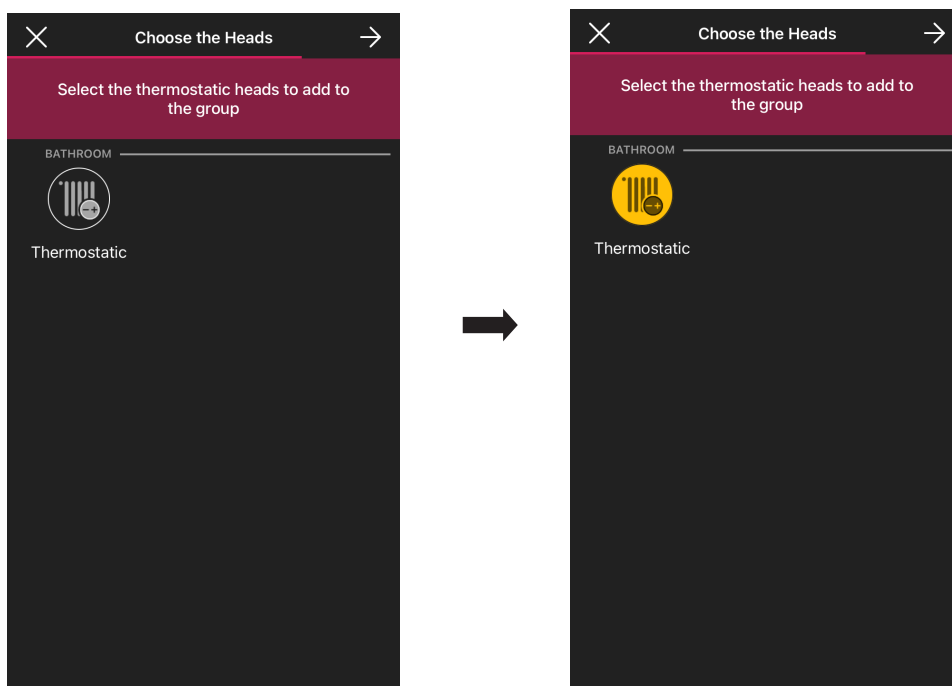 Choose the Heads
Select the thermostatic heads to add to
the group
BATHROOM
Thermostatic
Choose the Heads
Select the thermostatic heads to add to
the group
BATHROOM
Thermostatic